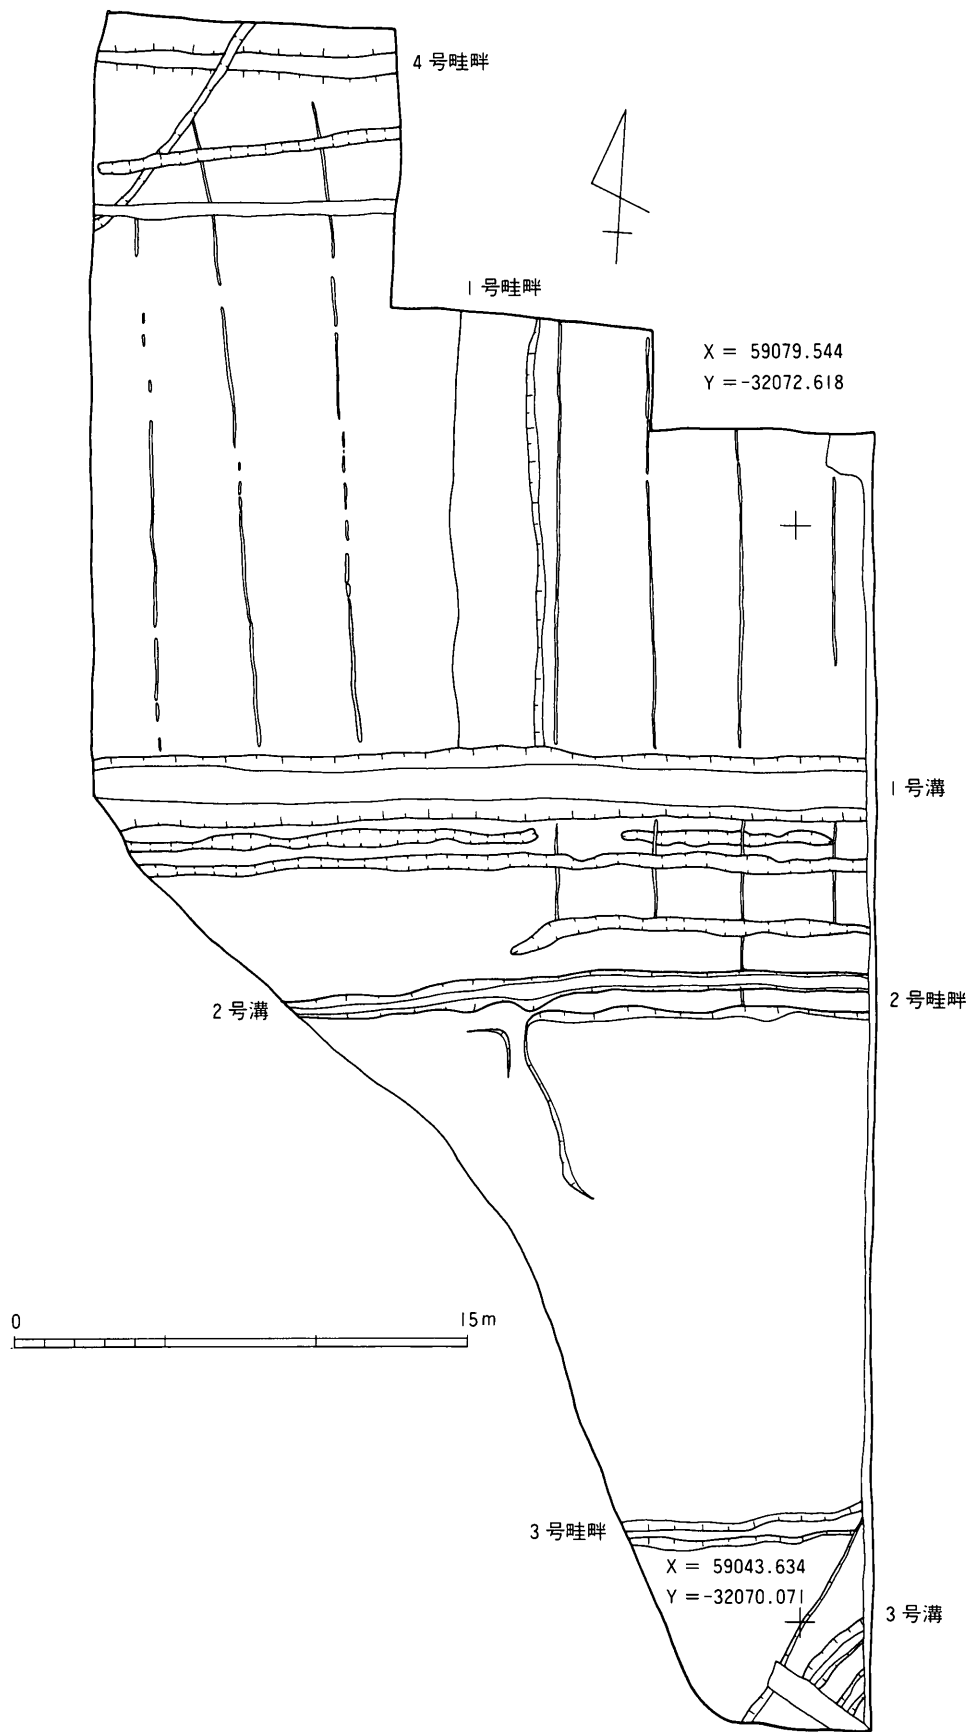 4号畦畔
1号畦畔
X = 59079.544
Y =-32072.618
1号溝
2号溝
2号畦畔
0 15m
3号畦畔
X = 59043.634
Y =-32070.071
3号溝